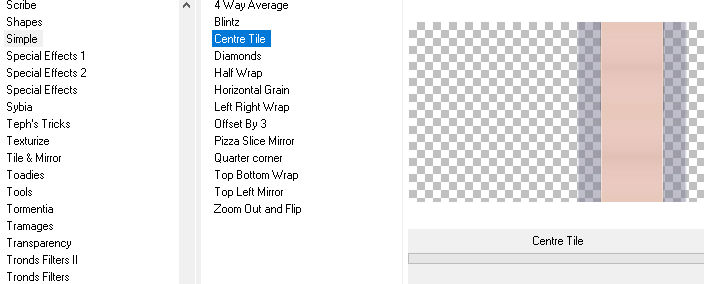 Scribe
Shapes
Simple
Special Effects 1
Special Effects 2
Special Effects
Sybia
Teph's Tricks
Texturize
Tile & Mirror
Toadies
Tools
Tormentia
Tramages
Transparency
Tronds Filters II
Tronds Filters
4 Way Average
Blintz
Centre Tile
Diamonds
Half Wrap
Horizontal Grain
Left Right Wrap
Offset By 3
Pizza Slice Mirror
Quarter corner
Top Bottom Wrap
Top Left Mirror
Zoom Out and Flip
Centre Tile